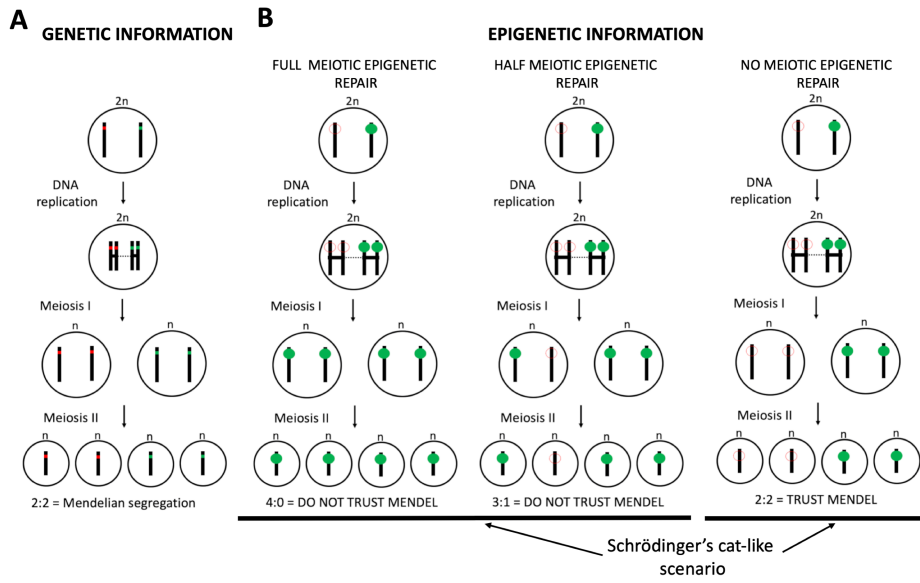 A
GENETIC INFORMATION
2n
DNA
replication
2n
Meiosis I
n
Meiosis II
n n n n
2:2 = Mendelian segregation
B
EPIGENETIC INFORMATION
FULL MEIOTIC EPIGENETIC
REPAIR
2n
DNA
replication
2n
Meiosis I
n
Meiosis II
n n n n
4:0 = DO NOT TRUST MENDEL
HALF MEIOTIC EPIGENETIC
REPAIR
2n
DNA
replication
2n
Meiosis I
n
Meiosis II
n n n n
3:1 = DO NOT TRUST MENDEL
NO MEIOTIC EPIGENETIC
REPAIR
2n
DNA
replication
2n
Meiosis I
n
Meiosis II
n n n n
2:2 = TRUST MENDEL
Schrödinger's cat-like
scenario